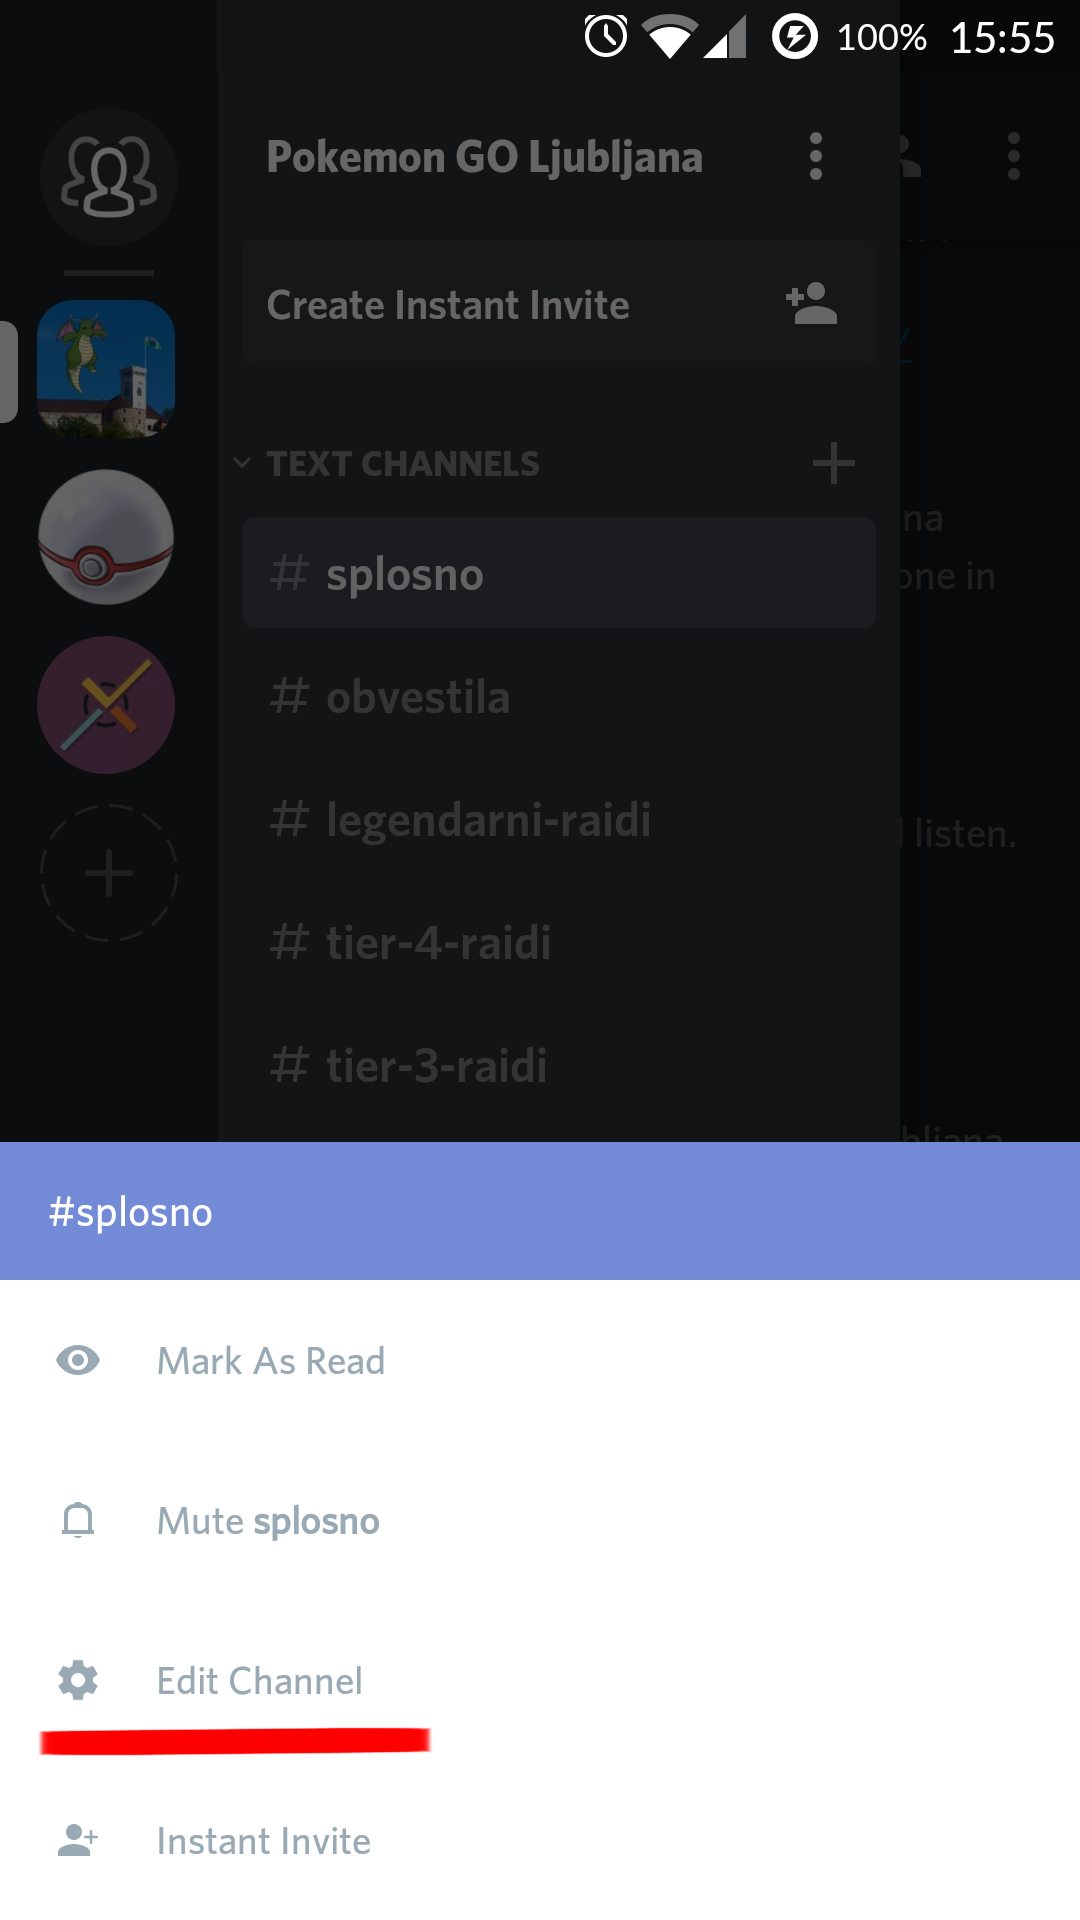 100% 15:55
Pokemon GO Ljubljana
Create Instant Invite
TEXT CHANNELS
# splosno
na
one in
# obvestila
# legendarni-raidi
listen.
# tier-4-raidi
# tier-3-raidi
#splosno
Mark As Read
Mute splosno
Edit Channel
Instant Invite